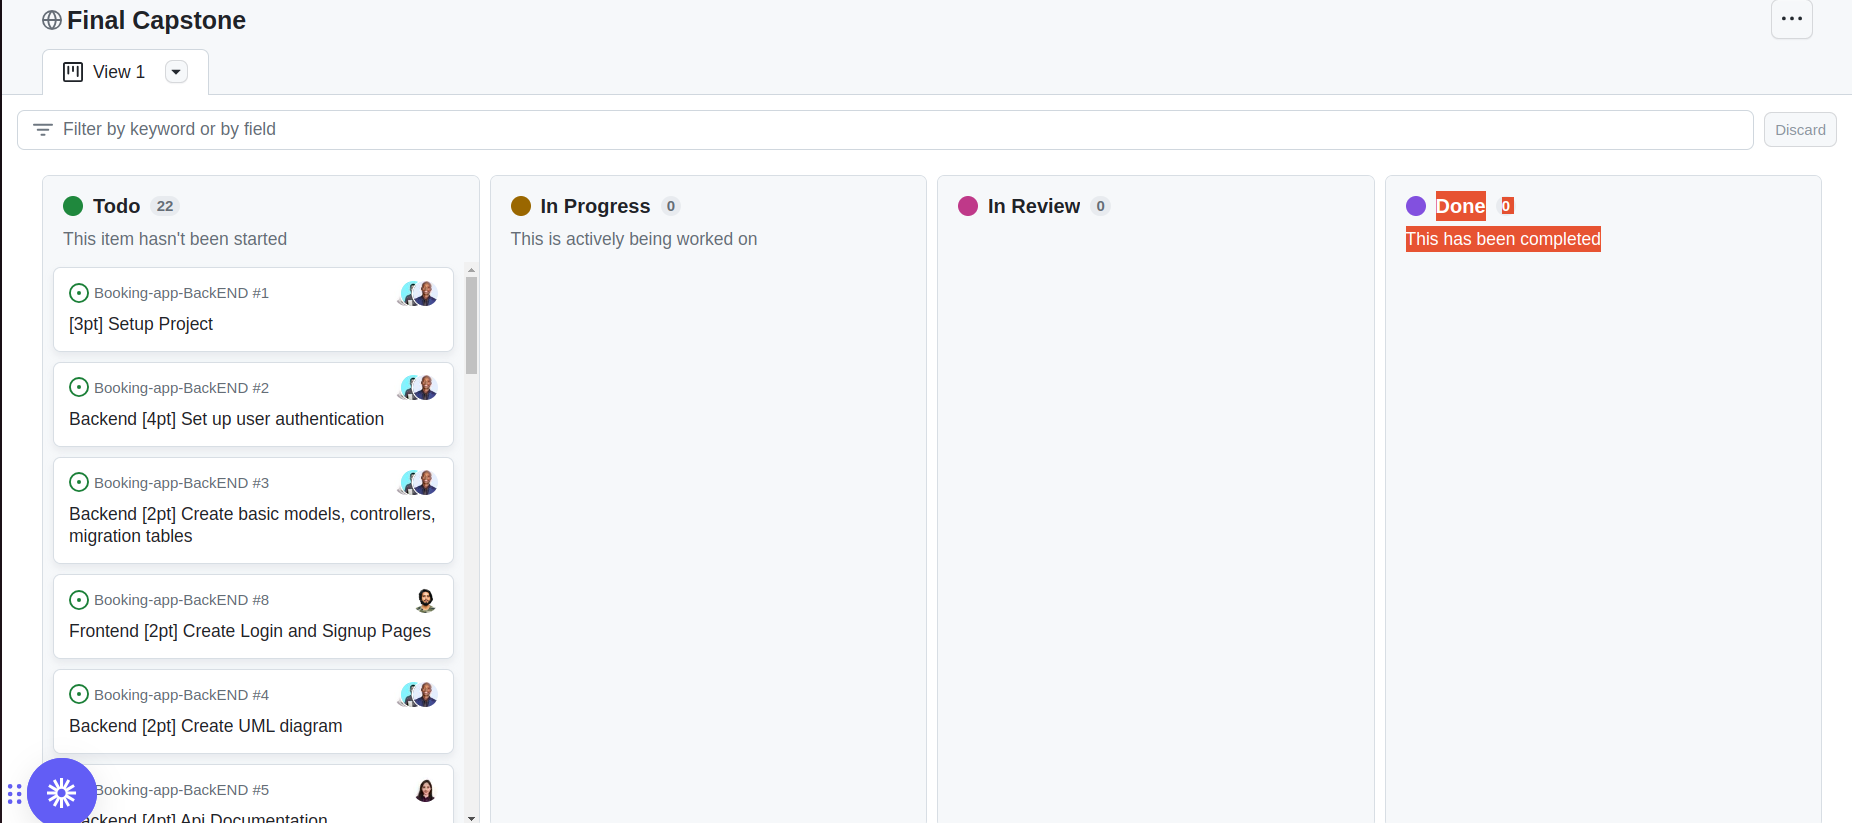 Final Capstone
View 1
Filter by keyword or by field
Discard
Todo 22
This item hasn't been started
Booking-app-BackEND #1
[3pt] Setup Project
Booking-app-BackEND #2
Backend [4pt] Set up user authentication
Booking-app-BackEND #3
Backend [2pt] Create basic models, controllers,
migration tables
Booking-app-BackEND #8
Frontend [2pt] Create Login and Signup Pages
Booking-app-BackEND #4
Backend [2pt] Create UML diagram
Booking-app-BackEND #5
ackend [4pt] Api Documentation
In Progress 0
This is actively being worked on
In Review 0
Done 0
This has been completed